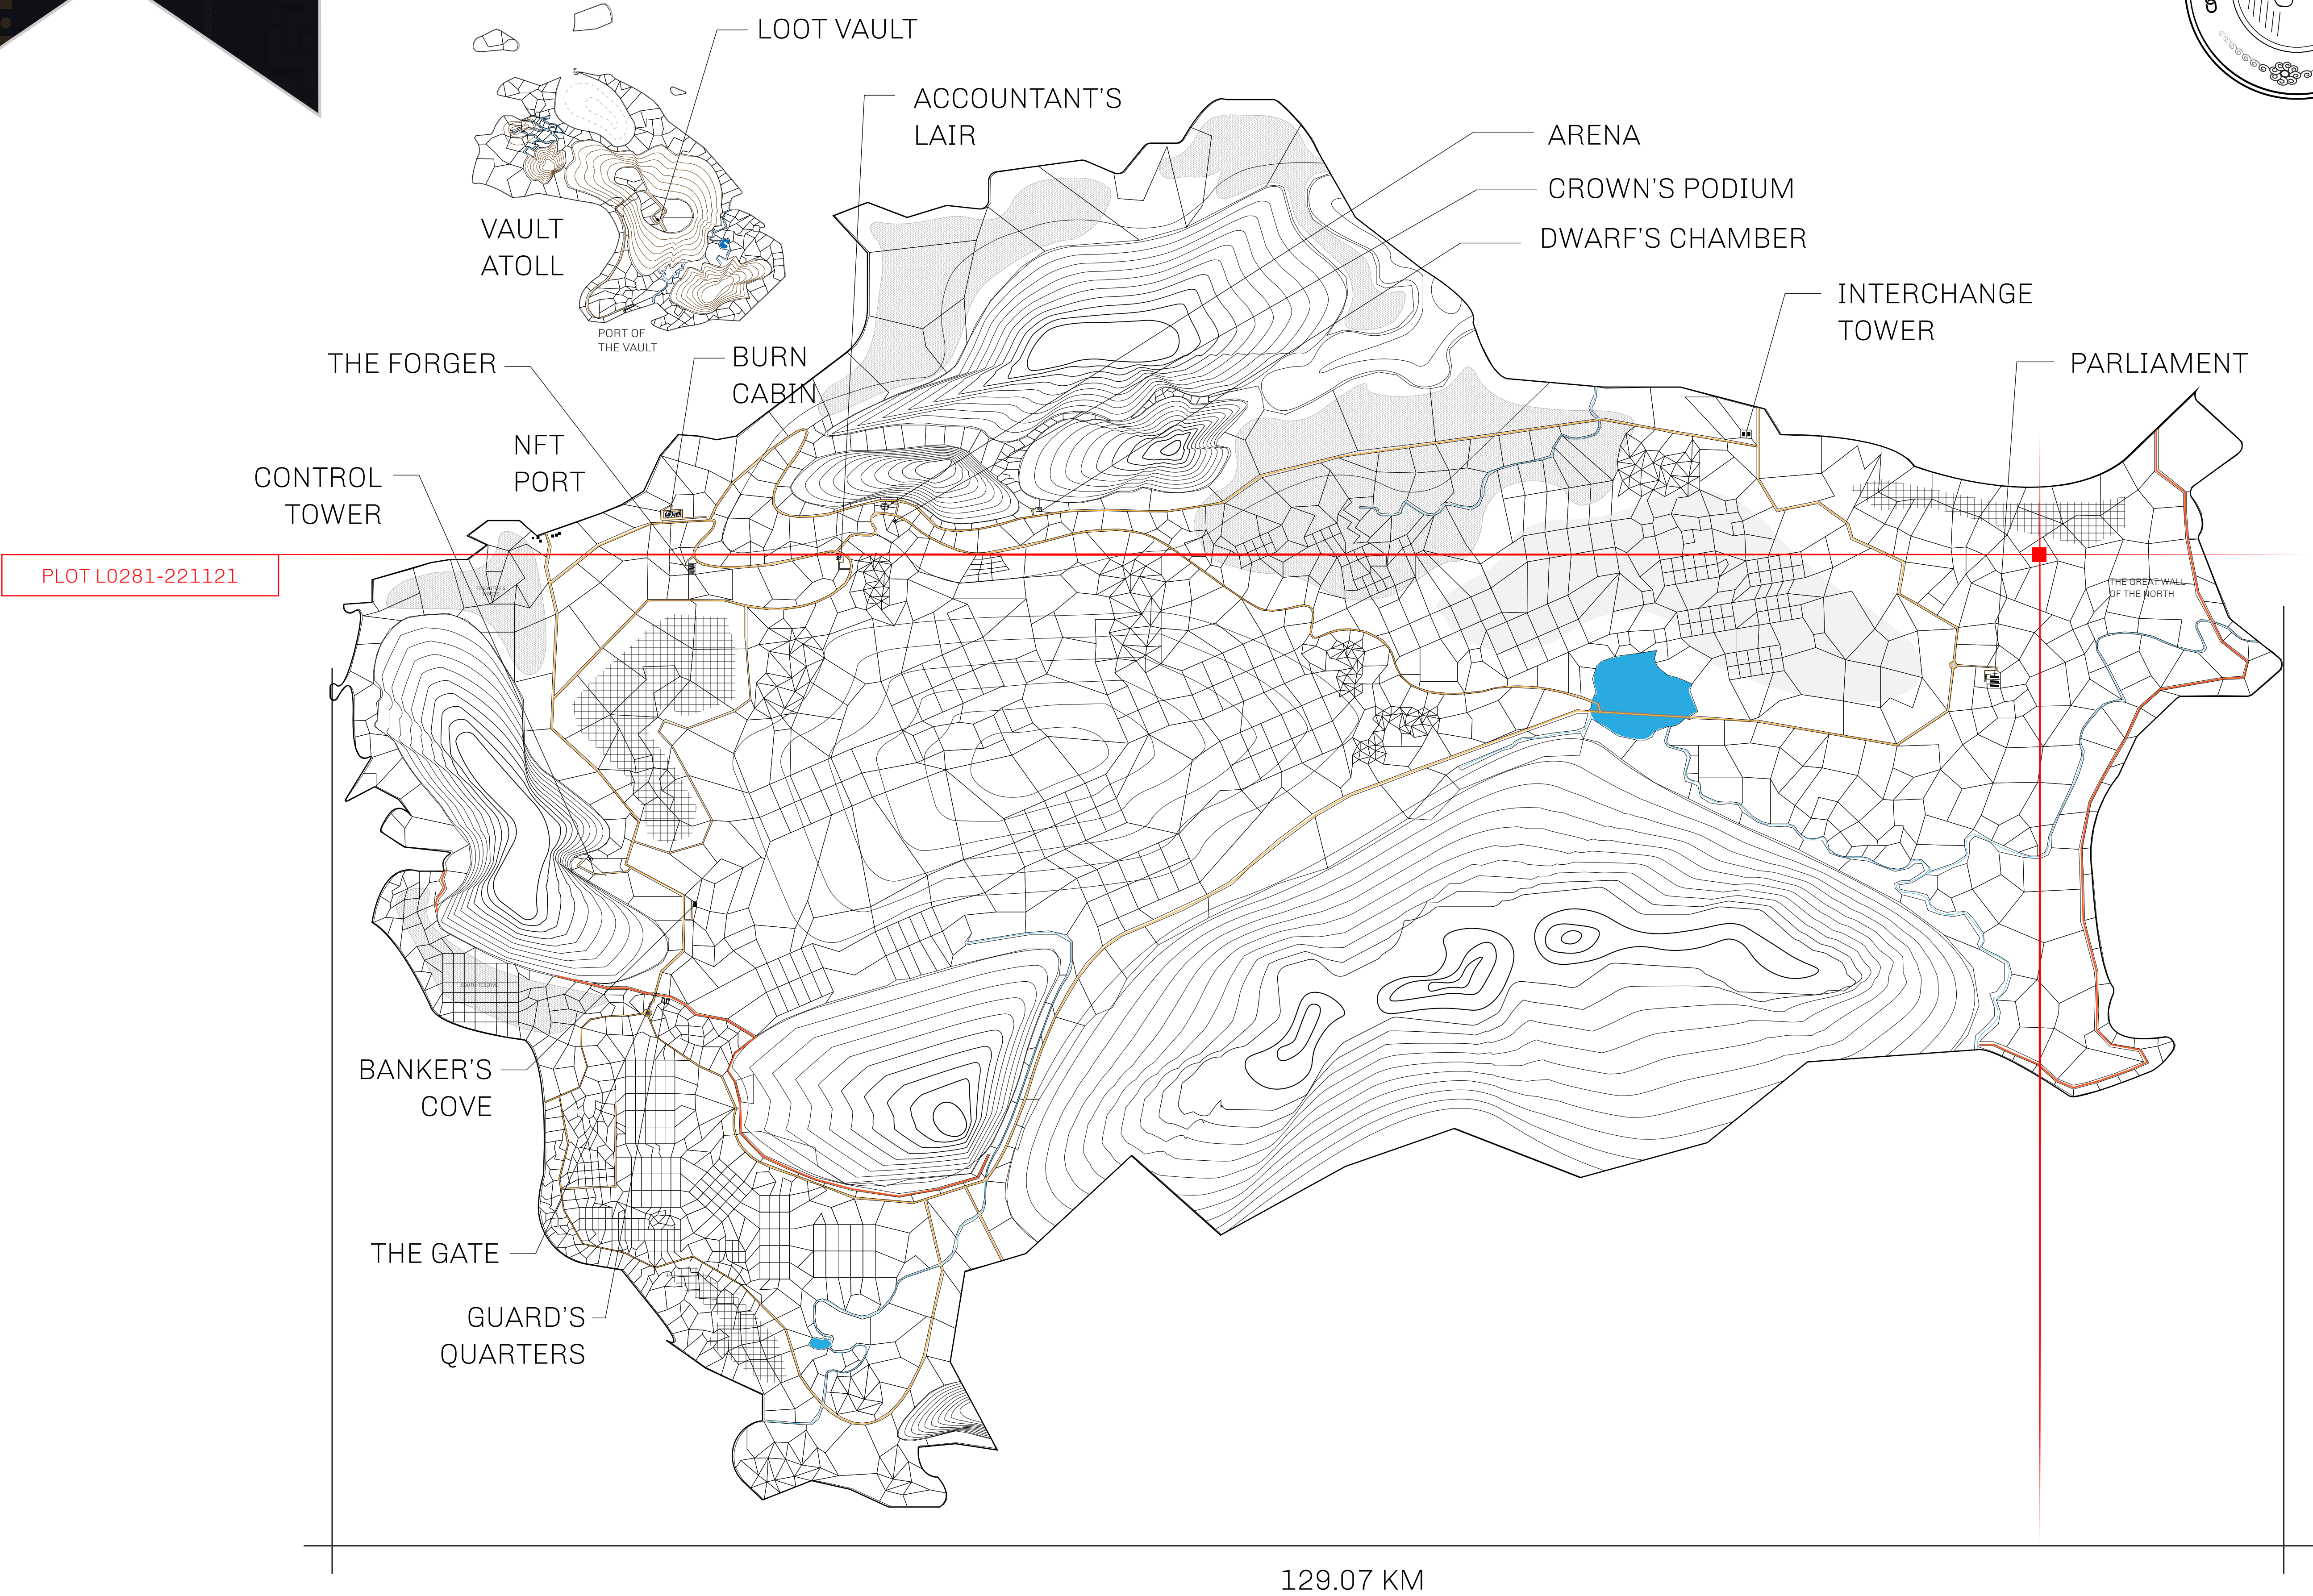 LOOT VAULT
ACCOUNTANT'S
LAIR
ARENA
CROWN'S PODIUM
DWARF'S CHAMBER
VAULT
ATOLL
INTERCHANGE
TOWER
PORT OF
THE VAULT
THE FORGER
BURN
CABIN
PARLIAMENT
NFT
PORT
CONTROL
TOWER
PLOT L0281-221121
THE GREAT WALL
OF THE NORTH
SOUTH RESERVE
BANKER'S
COVE
THE GATE
GUARD'S
QUARTERS
129.07 KM